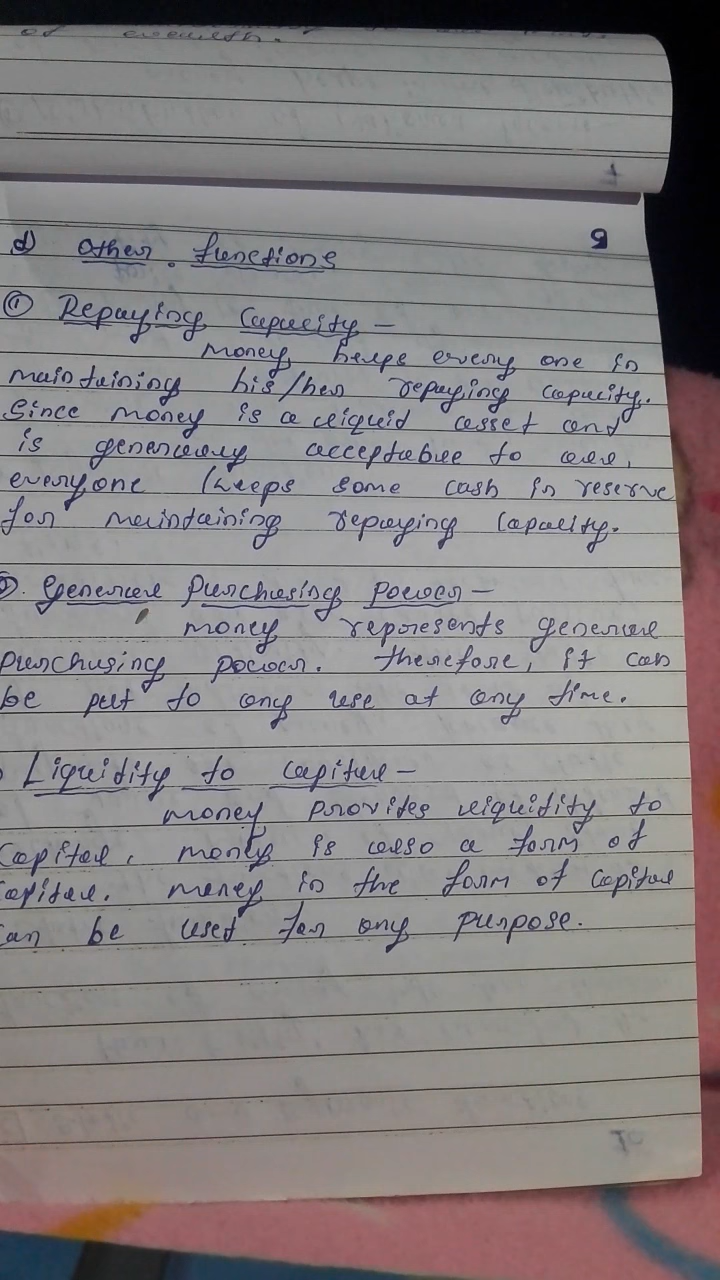 of wealth.
9
d) Other. functions
① Repaying Capacity -
money helps every one in
maintaining his/her repaying capacity.
Since money is a liquid asset and
is generally acceptable to all,
everyone keeps some cash in reserve
for maintaining repaying capacity.
General Purchasing Power -
money represents general
Purchasing power. Therefore, it can
be put to any use at any time.
Liquidity to capital -
money provides liquidity to
Capital. money is also a form of
capital. money in the form of capital
can be used for any purpose.